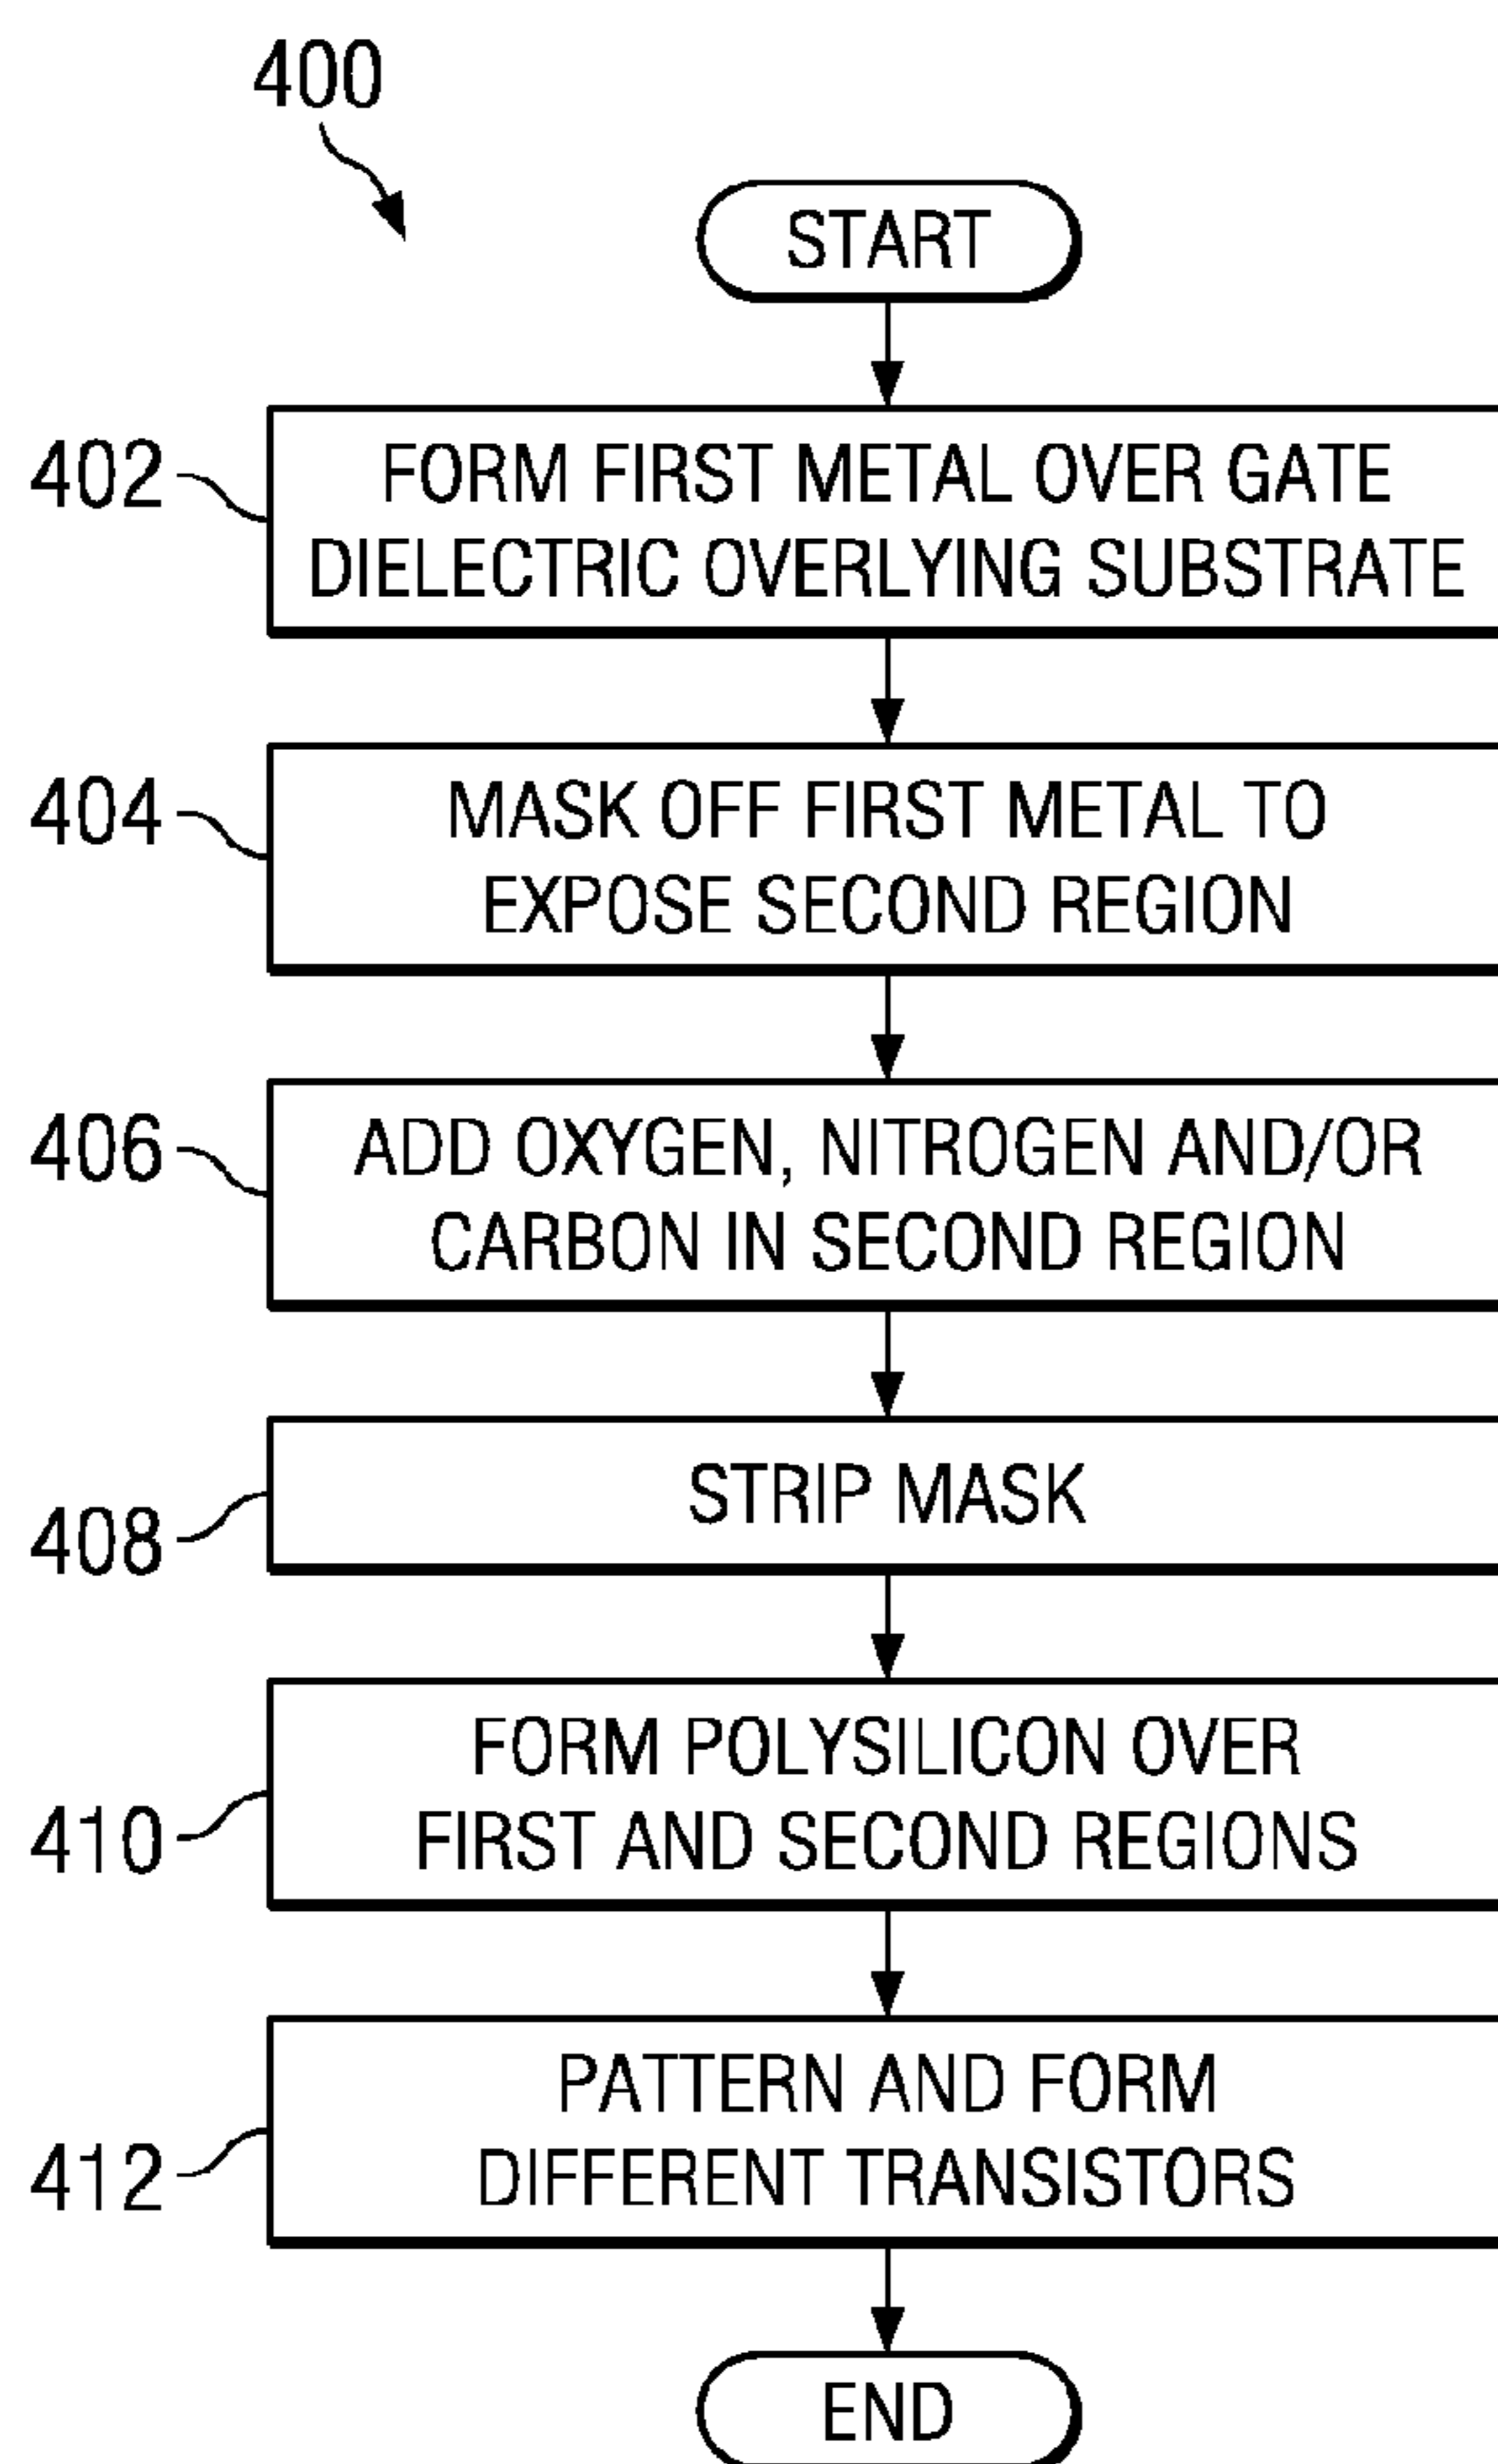 400
START
402
FORM FIRST METAL OVER GATE
DIELECTRIC OVERLYING SUBSTRATE
404
MASK OFF FIRST METAL TO
EXPOSE SECOND REGION
406
ADD OXYGEN, NITROGEN AND/OR
CARBON IN SECOND REGION
408
STRIP MASK
410
FORM POLYSILICON OVER
FIRST AND SECOND REGIONS
412
PATTERN AND FORM
DIFFERENT TRANSISTORS
END